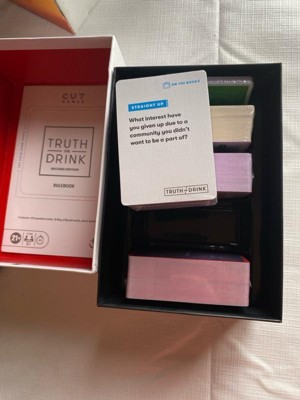 CUT
GAMES
TRUTH
OR
DRINK
SECOND EDITION
RULEBOOK
21+
ON THE ROCKS
STRAIGHT UP
What interest have
you given up due to a
community you didn't
want to be a part of?
TRUTH OR DRINK